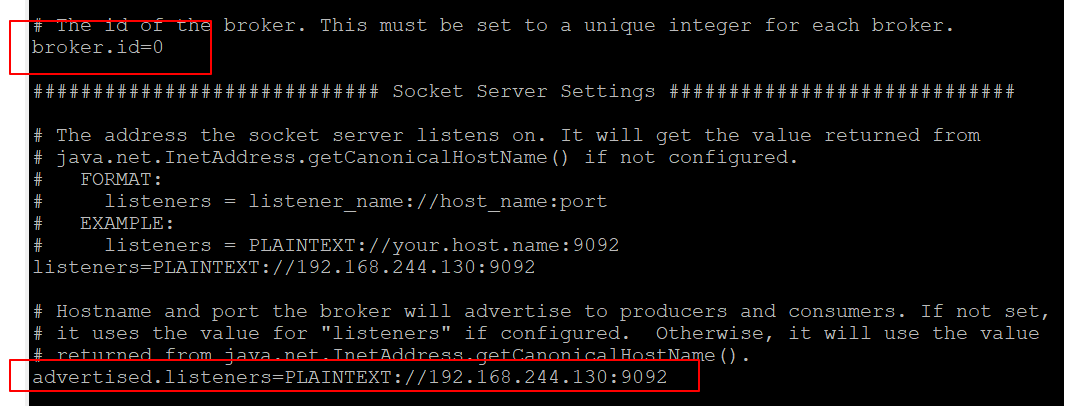 # The id of the broker. This must be set to a unique integer for each broker.
broker.id=0
############################# Socket Server Settings #############################
# The address the socket server listens on. It will get the value returned from
# java.net.InetAddress.getCanonicalHostName() if not configured.
#   FORMAT:
#     listeners = listener_name://host_name:port
#   EXAMPLE:
#     listeners = PLAINTEXT://your.host.name:9092
listeners=PLAINTEXT://192.168.244.130:9092
# Hostname and port the broker will advertise to producers and consumers. If not set,
# it uses the value for "listeners" if configured.  Otherwise, it will use the value
# returned from java.net.InetAddress.getCanonicalHostName().
advertised.listeners=PLAINTEXT://192.168.244.130:9092